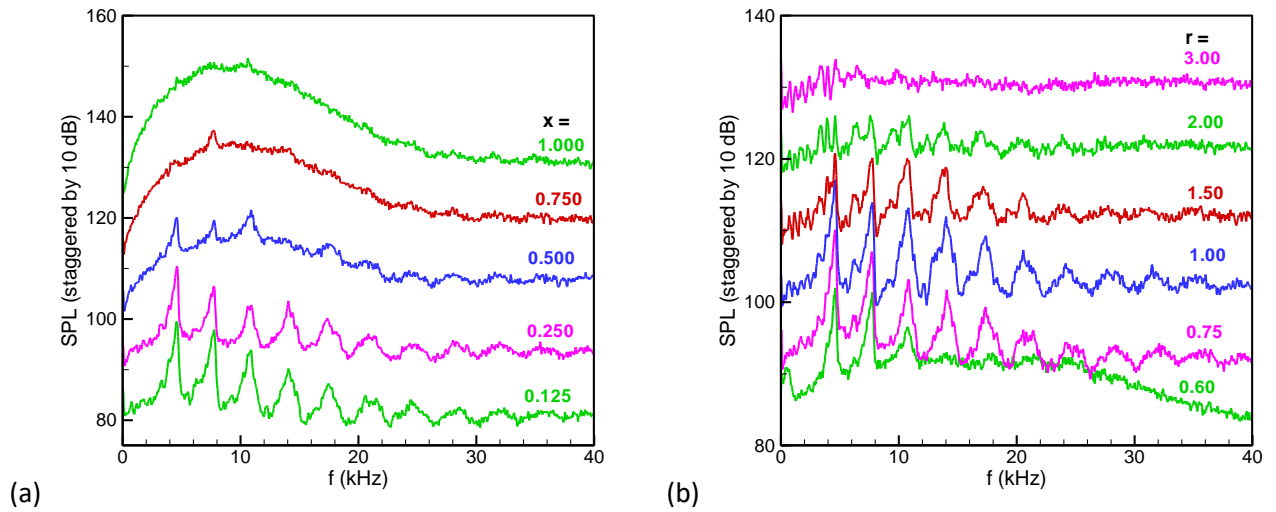 160
140
120
100
80
SPL (staggered by 10 dB)
x =
1.000
0.750
0.500
0.250
0.125
0 10 20 30 40
f (kHz)
(a)
140
120
100
80
SPL (staggered by 10 dB)
r =
3.00
2.00
1.50
1.00
0.75
0.60
0 10 20 30 40
f (kHz)
(b)